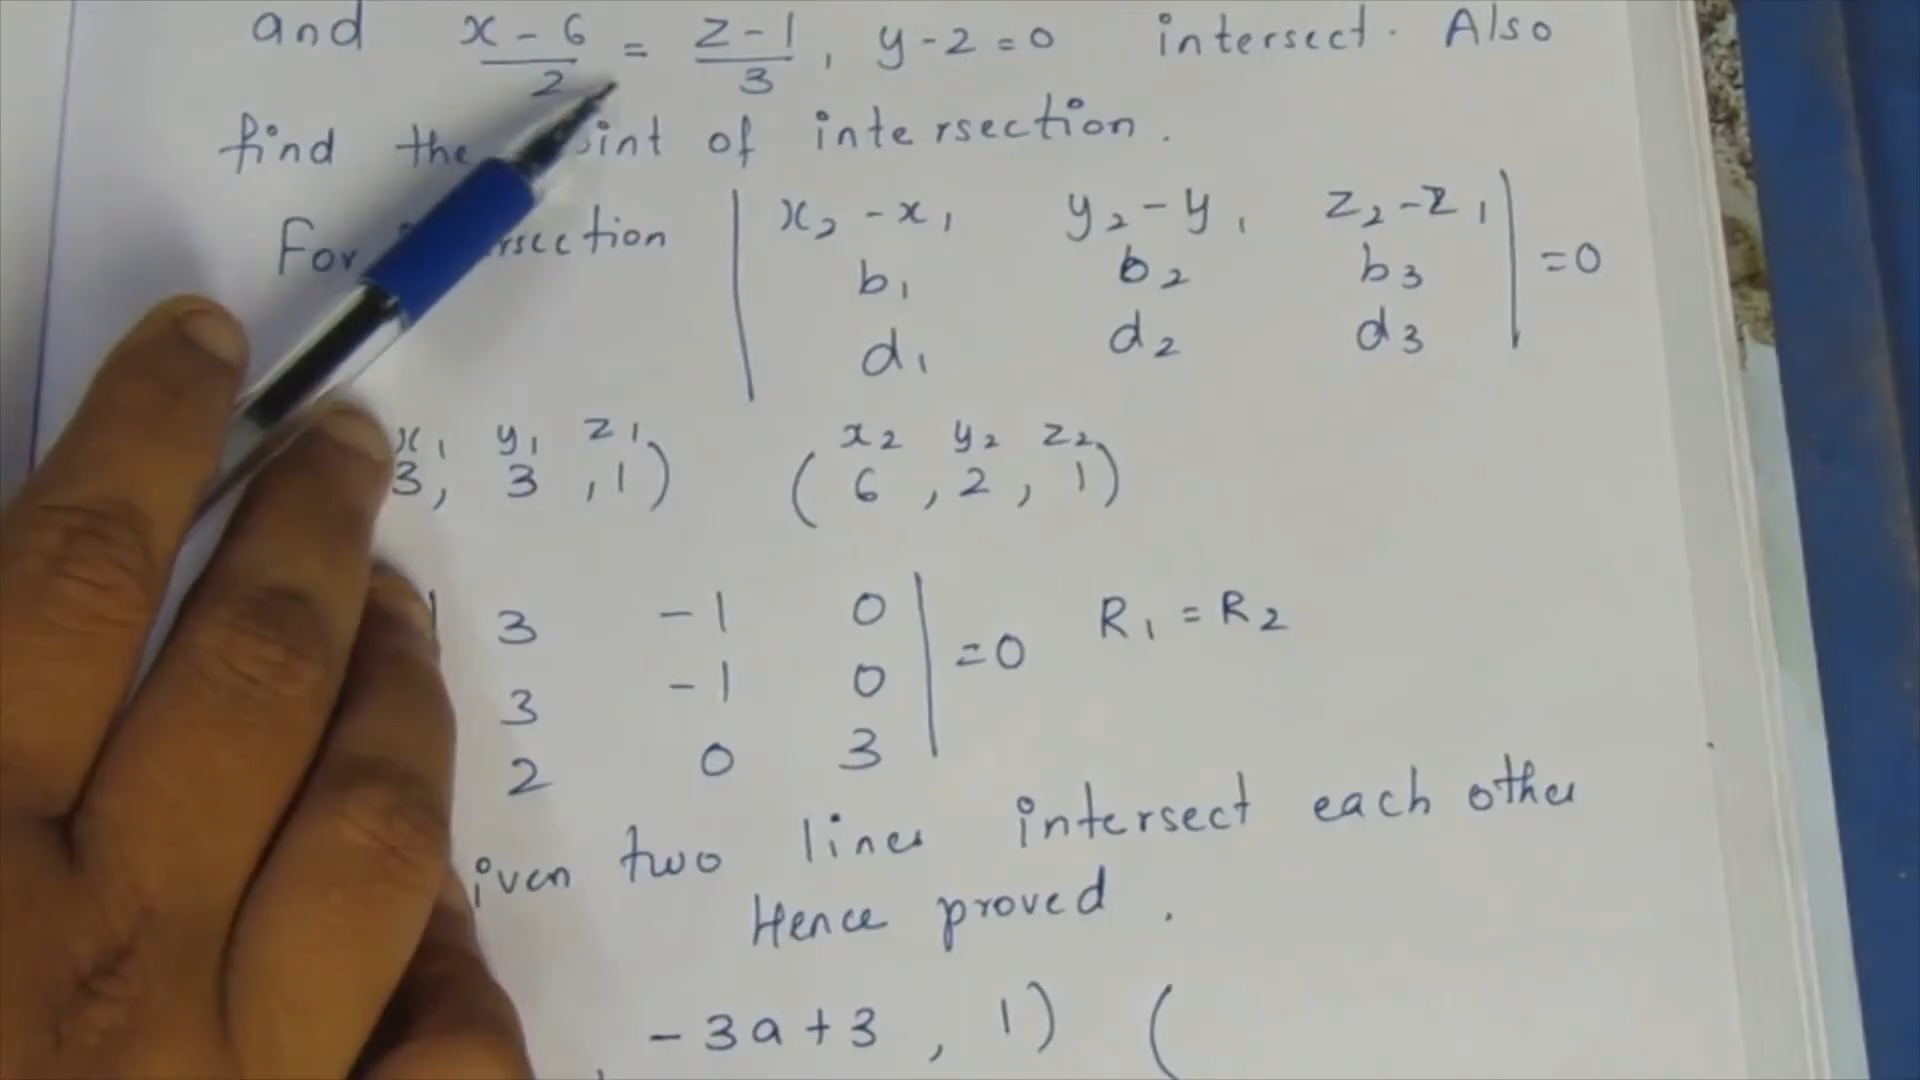 and x-6/2 = z-1/3, y-2=0 intersect. Also
find the int of intersection.
For | x₂-x₁ y₂-y₁ z₂-z₁ | =0
b₁ b₂ b₃
d₁ d₂ d₃
x₁ y₁ z₁ x₂ y₂ z₂
3, 3, 1) (6, 2, 1)
| 3 -1 0 | =0 R₁=R₂
3 -1 0
2 0 3
iven two lines intersect each other
Hence proved.
, -3a+3, 1) (